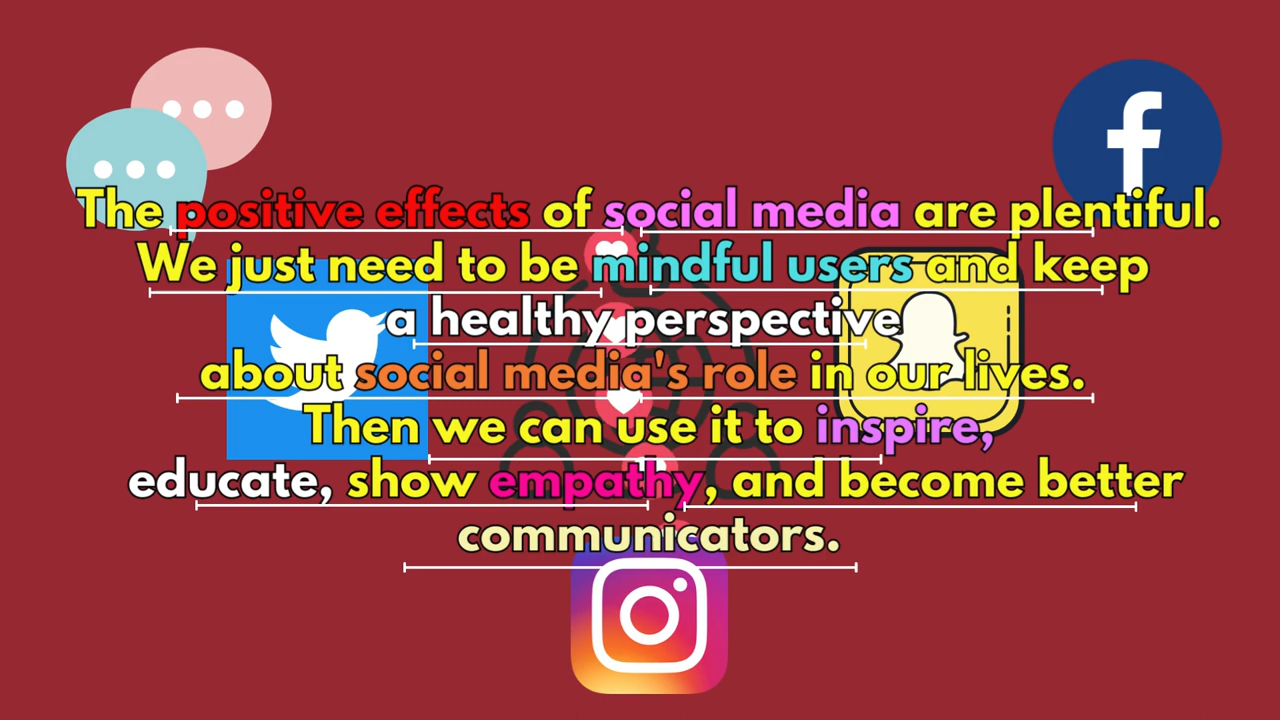 The positive effects of social media are plentiful.
We just need to be mindful users and keep
a healthy perspective
about social media's role in our lives.
Then we can use it to inspire,
educate, show empathy, and become better
communicators.